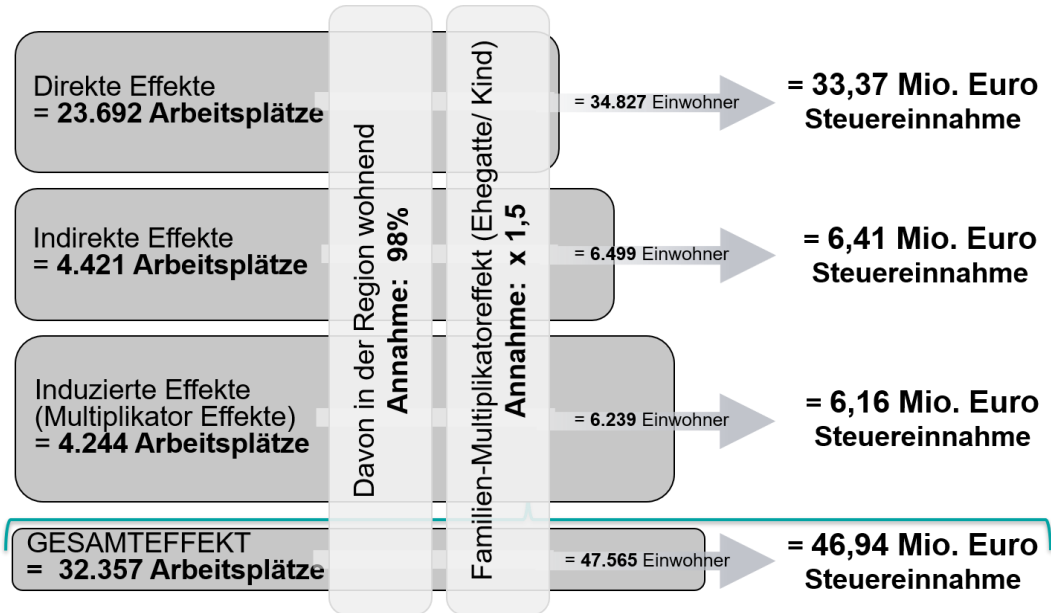 Direkte Effekte
= 23.692 Arbeitsplätze
= 34.827 Einwohner
= 33,37 Mio. Euro
Steuereinnahme
Indirekte Effekte
= 4.421 Arbeitsplätze
= 6.499 Einwohner
= 6,41 Mio. Euro
Steuereinnahme
Induzierte Effekte
(Multiplikator Effekte)
= 4.244 Arbeitsplätze
= 6.239 Einwohner
= 6,16 Mio. Euro
Steuereinnahme
GESAMTEFFEKT
= 32.357 Arbeitsplätze
= 47.565 Einwohner
= 46,94 Mio. Euro
Steuereinnahme
Davon in der Region wohnend
Annahme: 98%
Familien-Multiplikatoreffekt (Ehegatte/ Kind)
Annahme: x 1,5